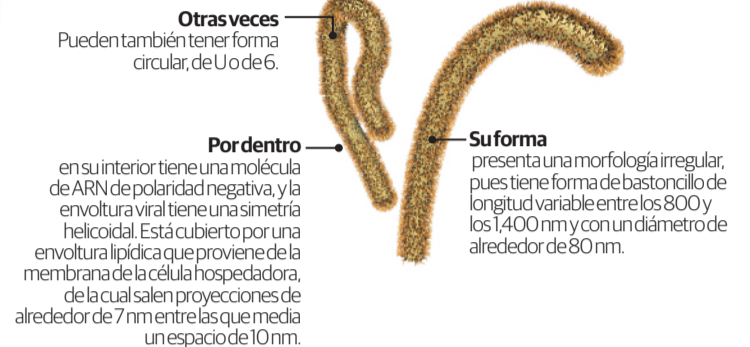 Otras veces
Pueden también tener forma
circular, de U o de 6.
Por dentro
en su interior tiene una molécula
de ARN de polaridad negativa, y la
envoltura viral tiene una simetría
helicoidal. Está cubierto por una
envoltura lipídica que proviene de la
membrana de la célula hospedadora,
de la cual salen proyecciones de
alrededor de 7 nm entre las que media
un espacio de 10 nm.
Su forma
presenta una morfología irregular,
pues tiene forma de bastoncillo de
longitud variable entre los 800 y
los 1,400 nm y con un diámetro de
alrededor de 80 nm.